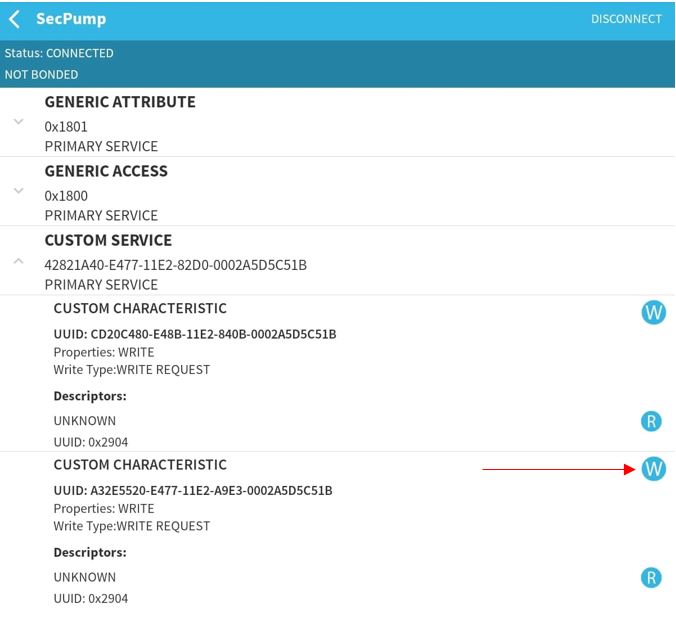 SecPump DISCONNECT
Status: CONNECTED
NOT BONDED
GENERIC ATTRIBUTE
0x1801
PRIMARY SERVICE
GENERIC ACCESS
0x1800
PRIMARY SERVICE
CUSTOM SERVICE
42821A40-E477-11E2-82D0-0002A5D5C51B
PRIMARY SERVICE
CUSTOM CHARACTERISTIC W
UUID: CD20C480-E48B-11E2-840B-0002A5D5C51B
Properties: WRITE
Write Type:WRITE REQUEST
Descriptors:
UNKNOWN R
UUID: 0x2904
CUSTOM CHARACTERISTIC W
UUID: A32E5520-E477-11E2-A9E3-0002A5D5C51B
Properties: WRITE
Write Type:WRITE REQUEST
Descriptors:
UNKNOWN R
UUID: 0x2904